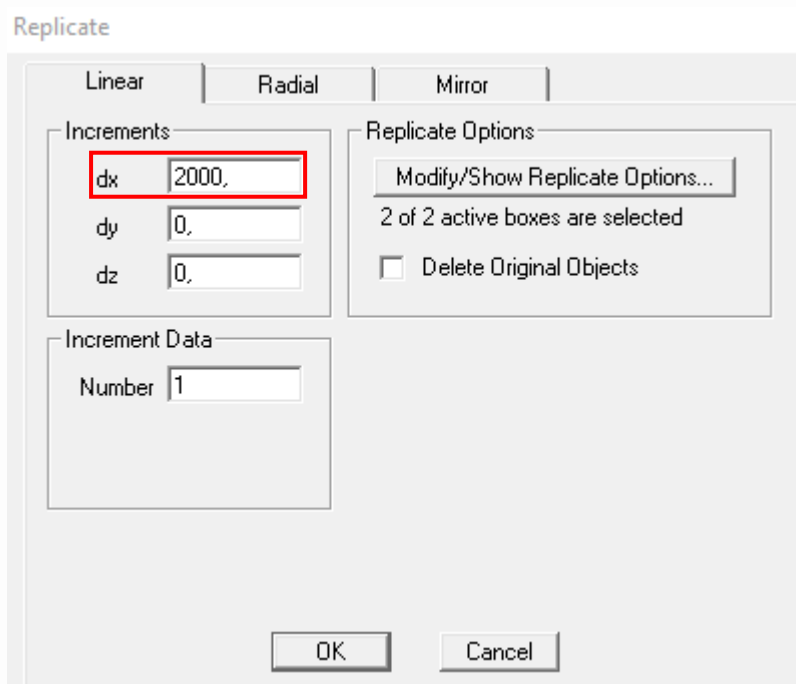 Replicate
Linear Radial Mirror
Increments
dx 2000,
dy 0,
dz 0,
Replicate Options
Modify/Show Replicate Options...
2 of 2 active boxes are selected
Delete Original Objects
Increment Data
Number 1
OK Cancel